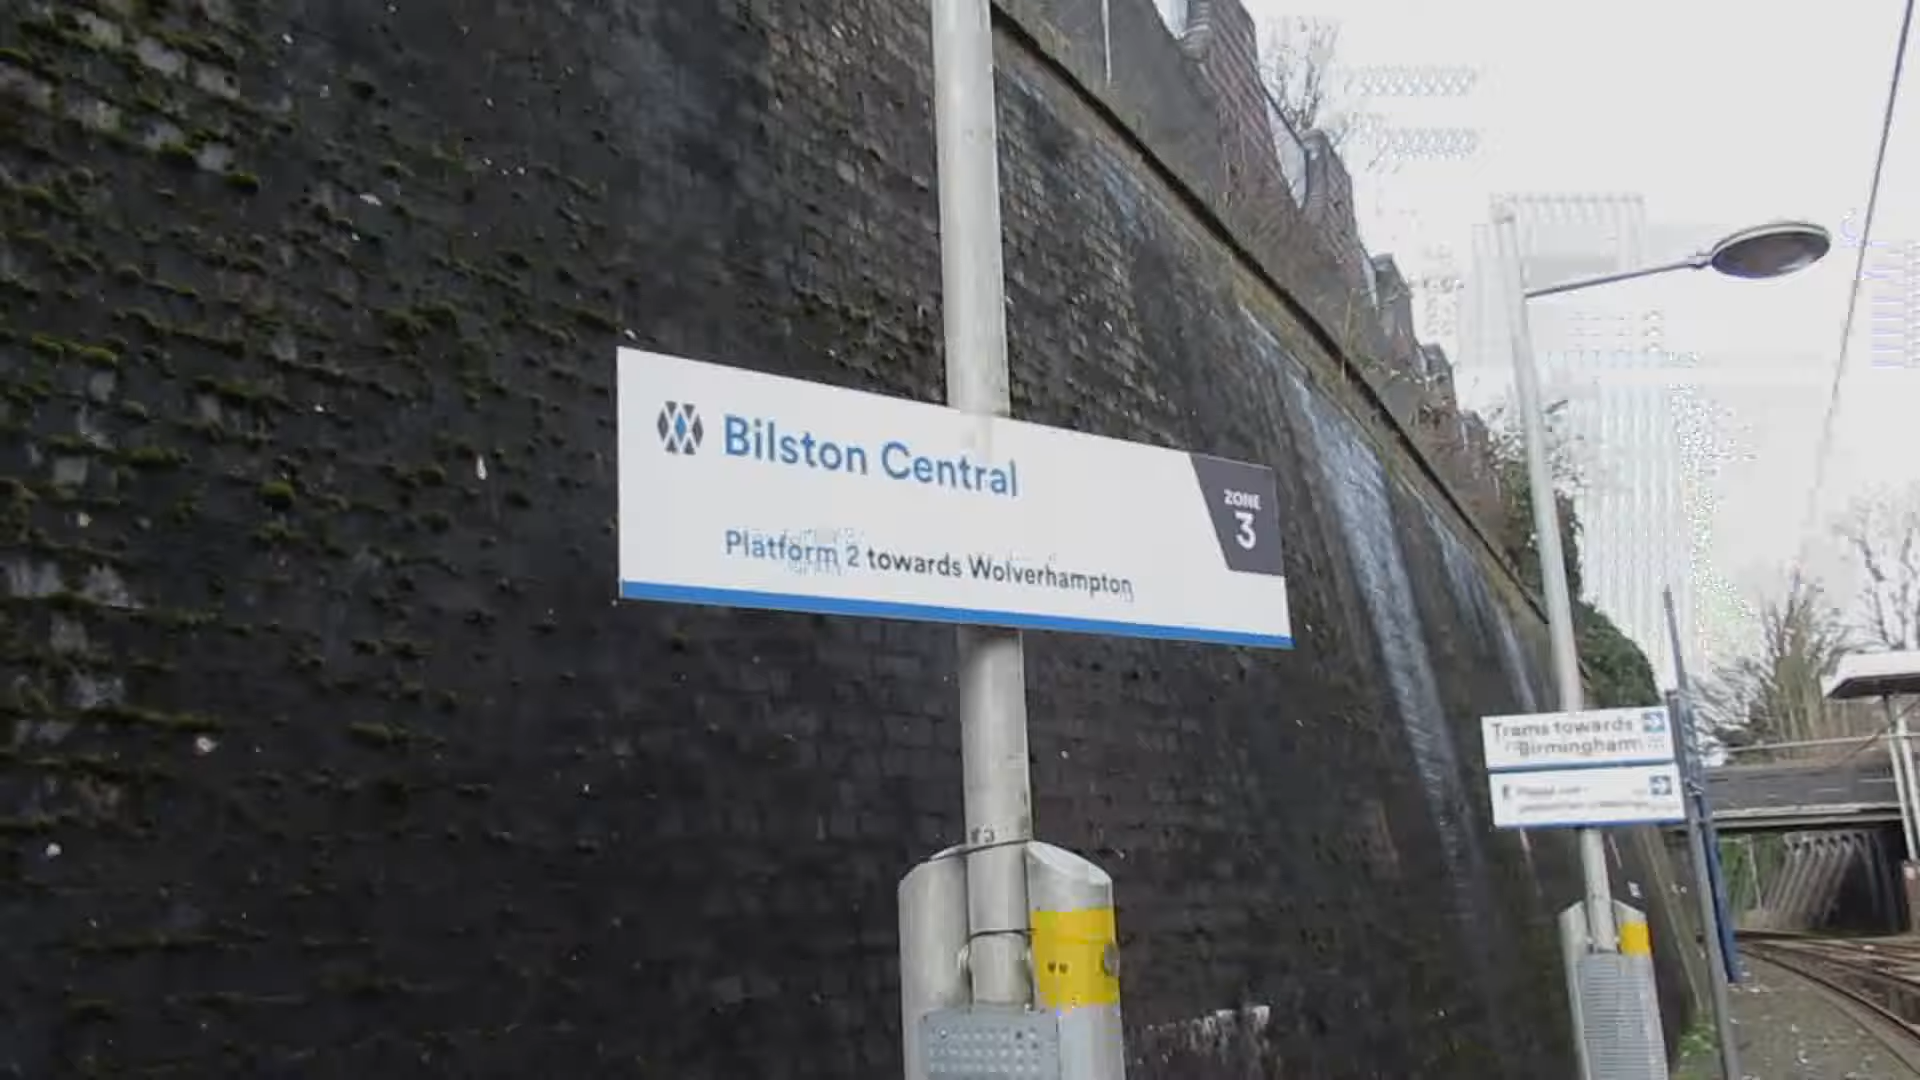 Bilston Central
Platform 2 towards Wolverhampton
ZONE
3
Trams towards
Birmingham